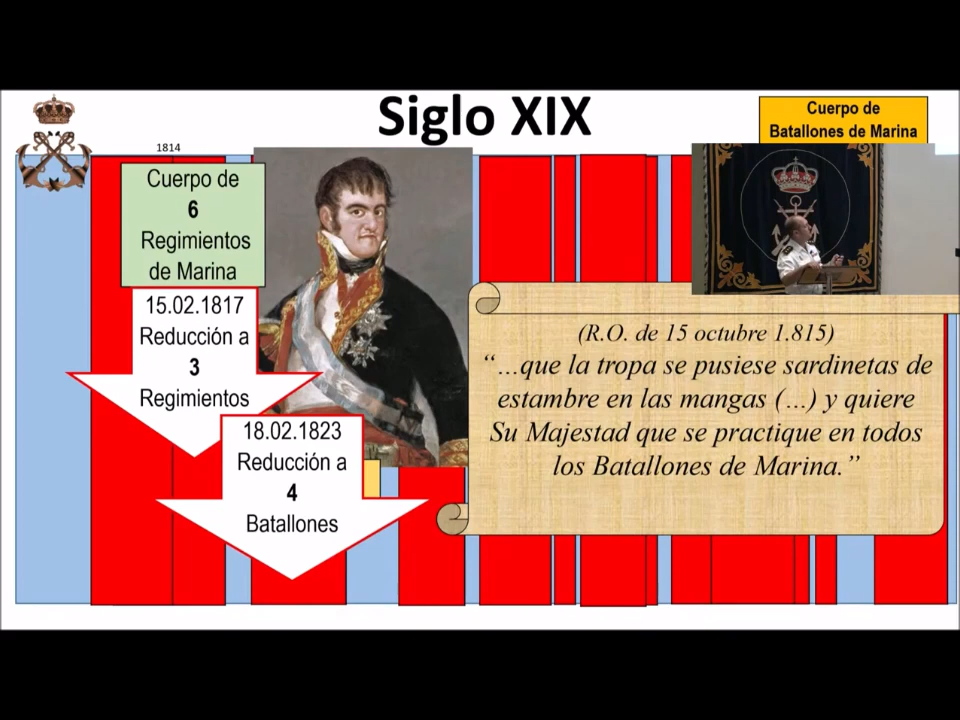 Siglo XIX
Cuerpo de
Batallones de Marina
1814
Cuerpo de
6
Regimientos
de Marina
15.02.1817
Reducción a
3
Regimientos
18.02.1823
Reducción a
4
Batallones
(R.O. de 15 octubre 1.815)
“…que la tropa se pusiese sardinetas de
estambre en las mangas (…) y quiere
Su Majestad que se practique en todos
los Batallones de Marina.”